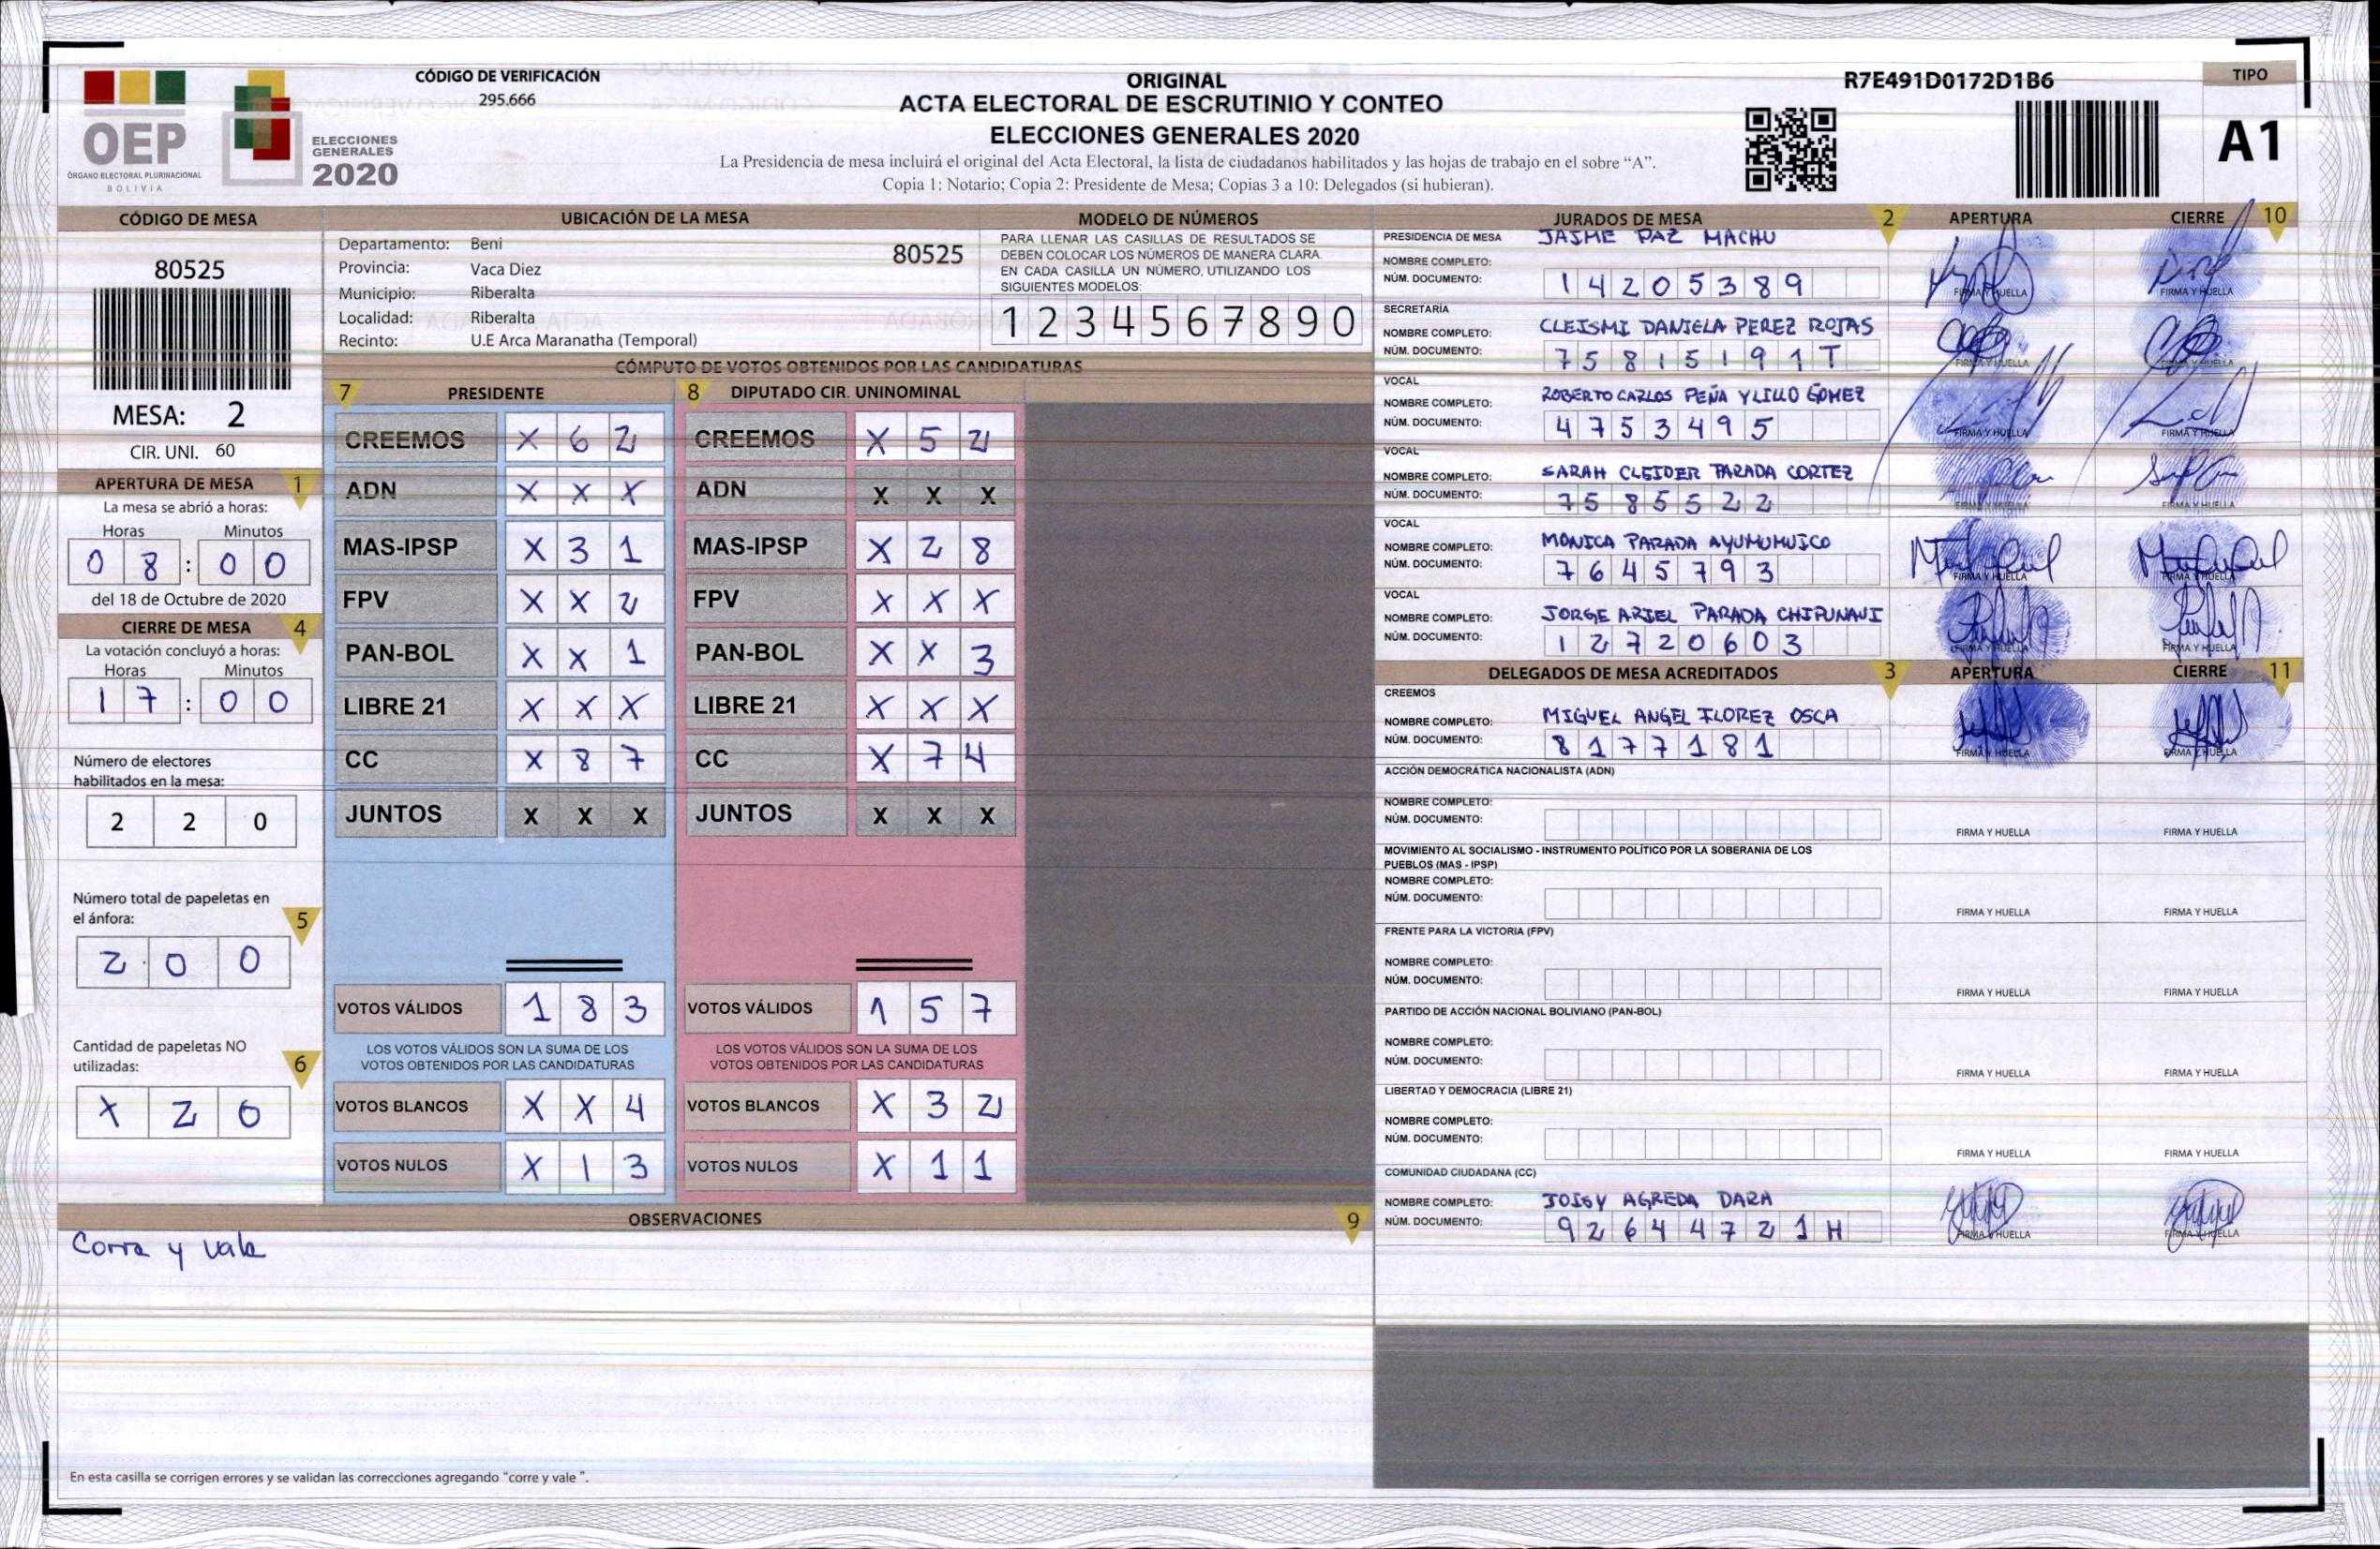 CÓDIGO DE VERIFICACIÓN
295.666
ORIGINAL
ACTA ELECTORAL DE ESCRUTINIO Y CONTEO
ELECCIONES GENERALES 2020
La Presidencia de mesa incluirá el original del Acta Electoral, la lista de ciudadanos habilitados y las hojas de trabajo en el sobre “A”.
Copia 1: Notario; Copia 2: Presidente de Mesa; Copias 3 a 10: Delegados (si hubieran).
R7E491D0172D1B6
TIPO
A1
OEP
ÓRGANO ELECTORAL PLURINACIONAL
BOLIVIA
ELECCIONES
GENERALES
2020
CÓDIGO DE MESA
80525
MESA: 2
CIR. UNI. 60
APERTURA DE MESA 1
La mesa se abrió a horas:
Horas Minutos
0 8 : 0 0
del 18 de Octubre de 2020
CIERRE DE MESA 4
La votación concluyó a horas:
Horas Minutos
1 7 : 0 0
Número de electores
habilitados en la mesa:
2 2 0
Número total de papeletas en
el ánfora: 5
2 0 0
Cantidad de papeletas NO
utilizadas: 6
X 2 0
UBICACIÓN DE LA MESA
Departamento: Beni
80525
Provincia: Vaca Diez
Municipio: Riberalta
Localidad: Riberalta
Recinto: U.E Arca Maranatha (Temporal)
MODELO DE NÚMEROS
PARA LLENAR LAS CASILLAS DE RESULTADOS SE
DEBEN COLOCAR LOS NÚMEROS DE MANERA CLARA.
EN CADA CASILLA UN NÚMERO, UTILIZANDO LOS
SIGUIENTES MODELOS:
1 2 3 4 5 6 7 8 9 0
CÓMPUTO DE VOTOS OBTENIDOS POR LAS CANDIDATURAS
7 PRESIDENTE
CREEMOS X 6 2
ADN X X X
MAS-IPSP X 3 1
FPV X X 2
PAN-BOL X X 1
LIBRE 21 X X X
CC X 8 7
JUNTOS X X X
VOTOS VÁLIDOS 1 8 3
LOS VOTOS VÁLIDOS SON LA SUMA DE LOS
VOTOS OBTENIDOS POR LAS CANDIDATURAS
VOTOS BLANCOS X X 4
VOTOS NULOS X 1 3
8 DIPUTADO CIR. UNINOMINAL
CREEMOS X 5 2
ADN X X X
MAS-IPSP X 2 8
FPV X X X
PAN-BOL X X 3
LIBRE 21 X X X
CC X 7 4
JUNTOS X X X
VOTOS VÁLIDOS 1 5 7
LOS VOTOS VÁLIDOS SON LA SUMA DE LOS
VOTOS OBTENIDOS POR LAS CANDIDATURAS
VOTOS BLANCOS X 3 2
VOTOS NULOS X 1 1
OBSERVACIONES 9
Corra y vale
En esta casilla se corrigen errores y se validan las correcciones agregando “corre y vale ”.
JURADOS DE MESA 2 APERTURA CIERRE 10
PRESIDENCIA DE MESA JAIME PAZ MACHU
NOMBRE COMPLETO:
NÚM. DOCUMENTO: 1 4 2 0 5 3 8 9
FIRMA Y HUELLA FIRMA Y HUELLA
SECRETARÍA
NOMBRE COMPLETO: CLEISMI DANIELA PEREZ ROJAS
NÚM. DOCUMENTO: 7 5 8 1 5 1 9 1 T
FIRMA Y HUELLA FIRMA Y HUELLA
VOCAL
NOMBRE COMPLETO: ROBERTO CARLOS PEÑA YLILLO GOMEZ
NÚM. DOCUMENTO: 4 7 5 3 4 9 5
FIRMA Y HUELLA FIRMA Y HUELLA
VOCAL
NOMBRE COMPLETO: SARAH CLEIDER PARADA CORTEZ
NÚM. DOCUMENTO: 7 5 8 5 5 2 2
FIRMA Y HUELLA FIRMA Y HUELLA
VOCAL
NOMBRE COMPLETO: MONICA PARADA AYUMUMUICO
NÚM. DOCUMENTO: 7 6 4 5 7 9 3
FIRMA Y HUELLA FIRMA Y HUELLA
VOCAL
NOMBRE COMPLETO: JORGE ARIEL PARADA CHIPUNAVI
NÚM. DOCUMENTO: 1 2 7 2 0 6 0 3
FIRMA Y HUELLA FIRMA Y HUELLA
DELEGADOS DE MESA ACREDITADOS 3 APERTURA CIERRE 11
CREEMOS
NOMBRE COMPLETO: MIGUEL ANGEL FLOREZ OSCA
NÚM. DOCUMENTO: 8 1 7 7 1 8 1
FIRMA Y HUELLA FIRMA Y HUELLA
ACCIÓN DEMOCRÁTICA NACIONALISTA (ADN)
NOMBRE COMPLETO:
NÚM. DOCUMENTO:
FIRMA Y HUELLA FIRMA Y HUELLA
MOVIMIENTO AL SOCIALISMO - INSTRUMENTO POLÍTICO POR LA SOBERANIA DE LOS
PUEBLOS (MAS - IPSP)
NOMBRE COMPLETO:
NÚM. DOCUMENTO:
FIRMA Y HUELLA FIRMA Y HUELLA
FRENTE PARA LA VICTORIA (FPV)
NOMBRE COMPLETO:
NÚM. DOCUMENTO:
FIRMA Y HUELLA FIRMA Y HUELLA
PARTIDO DE ACCIÓN NACIONAL BOLIVIANO (PAN-BOL)
NOMBRE COMPLETO:
NÚM. DOCUMENTO:
FIRMA Y HUELLA FIRMA Y HUELLA
LIBERTAD Y DEMOCRACIA (LIBRE 21)
NOMBRE COMPLETO:
NÚM. DOCUMENTO:
FIRMA Y HUELLA FIRMA Y HUELLA
COMUNIDAD CIUDADANA (CC)
NOMBRE COMPLETO: JOISY AGREDA DARA
NÚM. DOCUMENTO: 9 2 6 4 4 7 2 1 H
FIRMA Y HUELLA FIRMA Y HUELLA